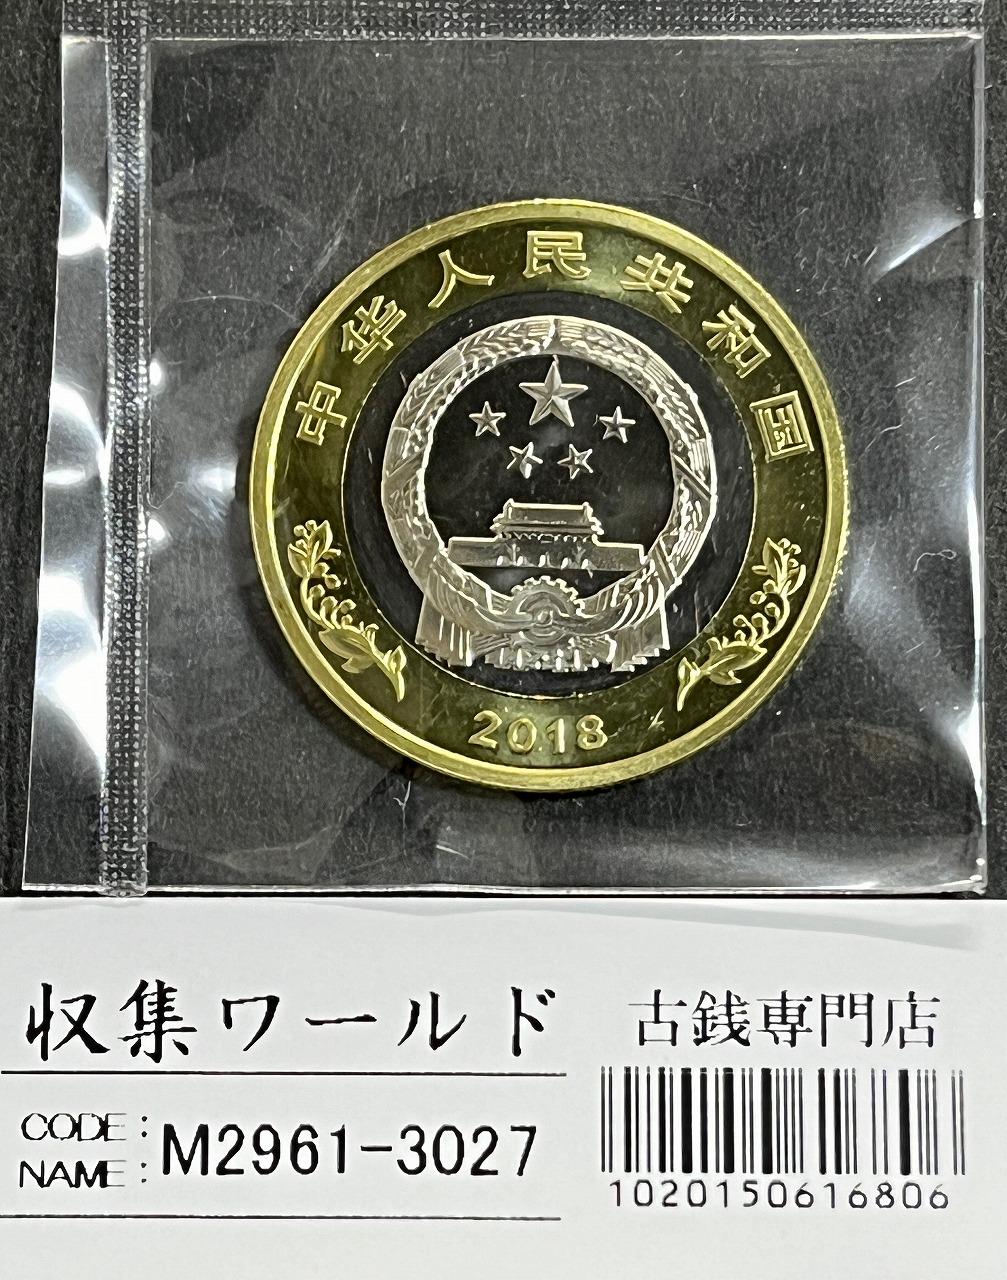 中华人民共和国
2018
収集ワールド
古銭専門店
CODE:
NAME:
M2961-3027
1020150616806